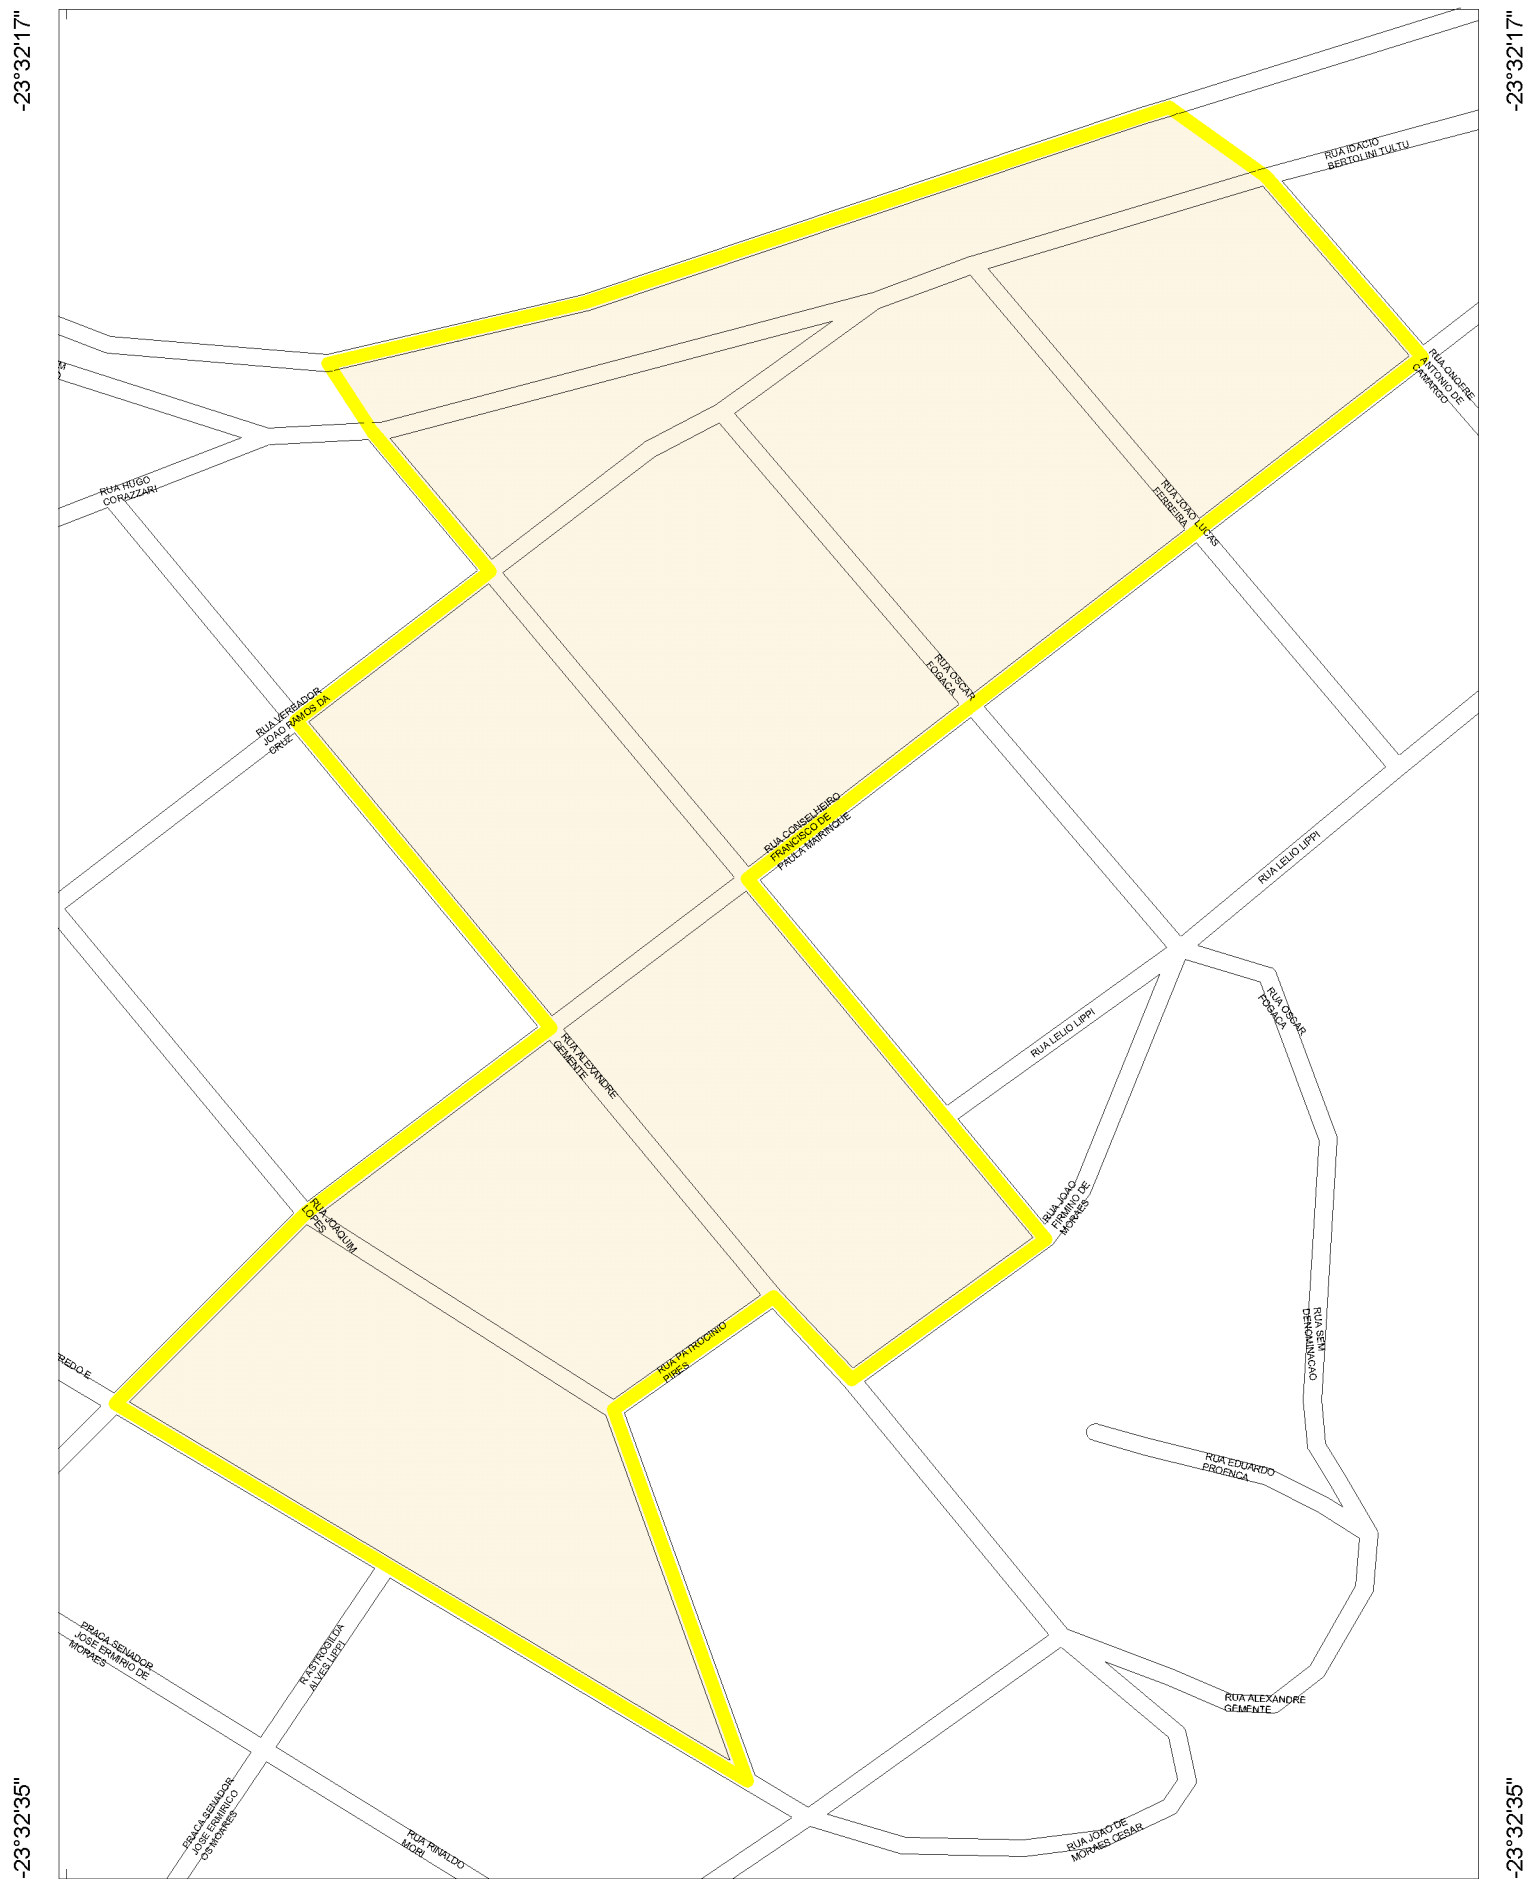 -23°32'17"
-23°32'17"
RUA IDACIO
BERTOLINI TULTU
RUA ONOFRE
ANTONIO DE
CAMARGO
RUA HUGO
CORAZZARI
RUA JOAO LUCAS
FERREIRA
RUA OSCAR
FOGACA
RUA VEREADOR
JOAO RAMOS DA
CRUZ
RUA CONSELHEIRO
FRANCISCO DE
PAULA MAIRINQUE
RUA LELIO LIPPI
RUA OSCAR
FOGACA
RUA LELIO LIPPI
RUA ALEXANDRE
GEMENTE
RUA JOAO
FIRMINO DE
MORAES
RUA JOAQUIM
LOPES
RUA PATROCINIO
PIRES
RUA SEM
DENOMINACAO
REDO E
RUA EDUARDO
PROENCA
PRACA SENADOR
JOSE ERMIRIO DE
MORAES
R ASTROGILDA
ALVES LIPPI
RUA ALEXANDRE
GEMENTE
PRACA SENADOR
JOSE ERMIRICO
OS MOARES
RUA RINALDO
MORI
RUA JOAO DE
MORAES CESAR
-23°32'35"
-23°32'35"